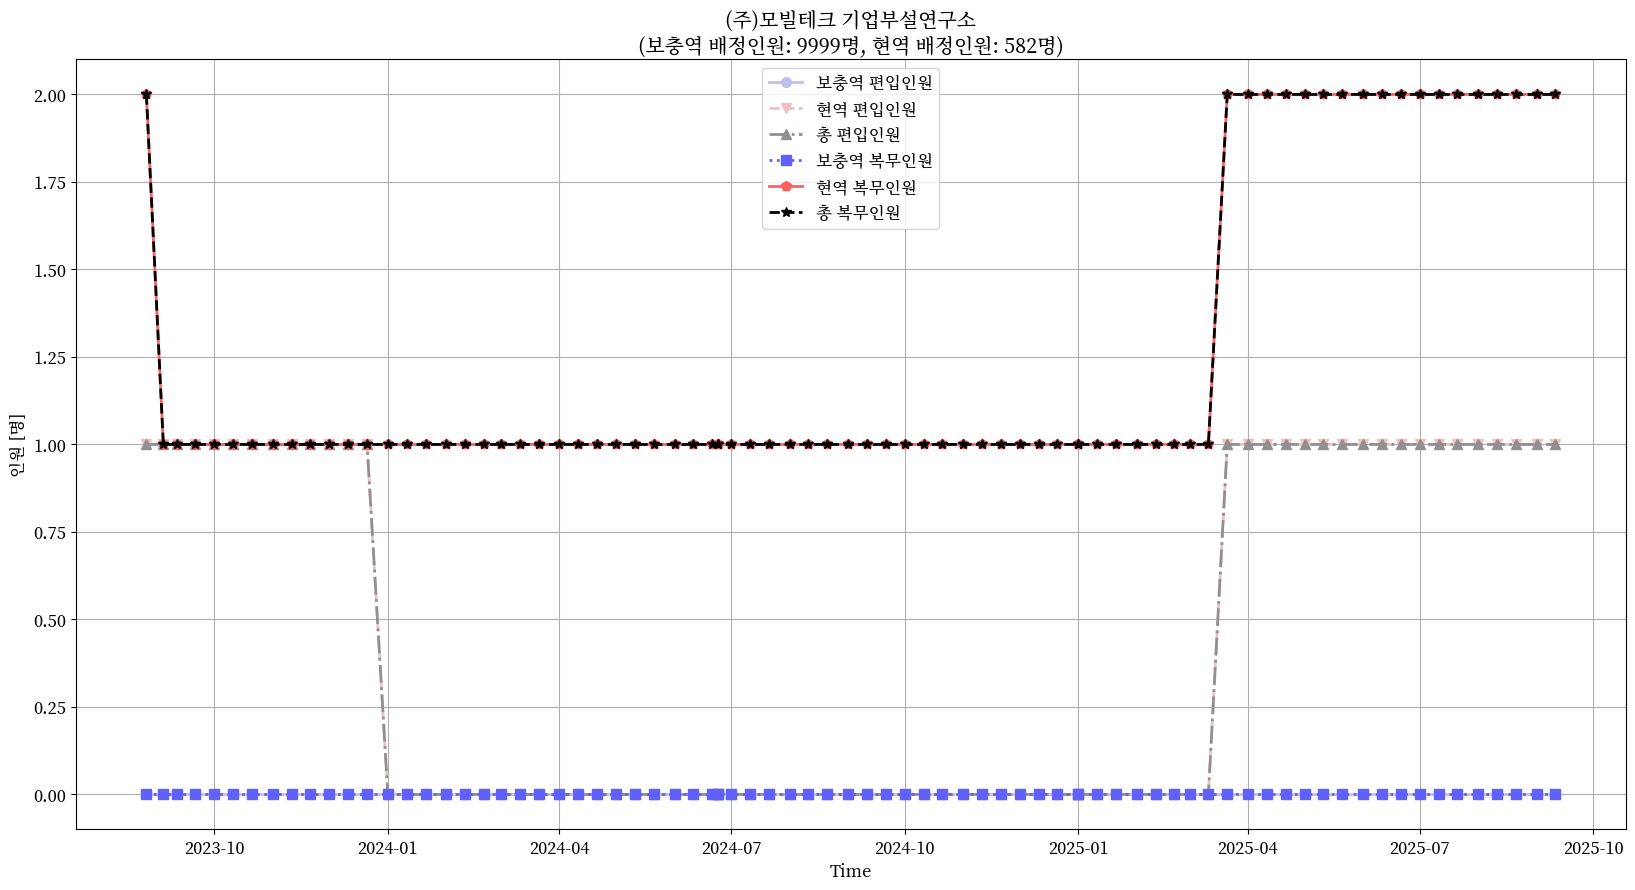 (주)모빌테크 기업부설연구소
(보충역 배정인원: 9999명, 현역 배정인원: 582명)
보충역 편입인원
현역 편입인원
총 편입인원
보충역 복무인원
현역 복무인원
총 복무인원
2.00
1.75
1.50
1.25
1.00
0.75
0.50
0.25
0.00
인원 [명]
2023-10
2024-01
2024-04
2024-07
2024-10
2025-01
2025-04
2025-07
2025-10
Time